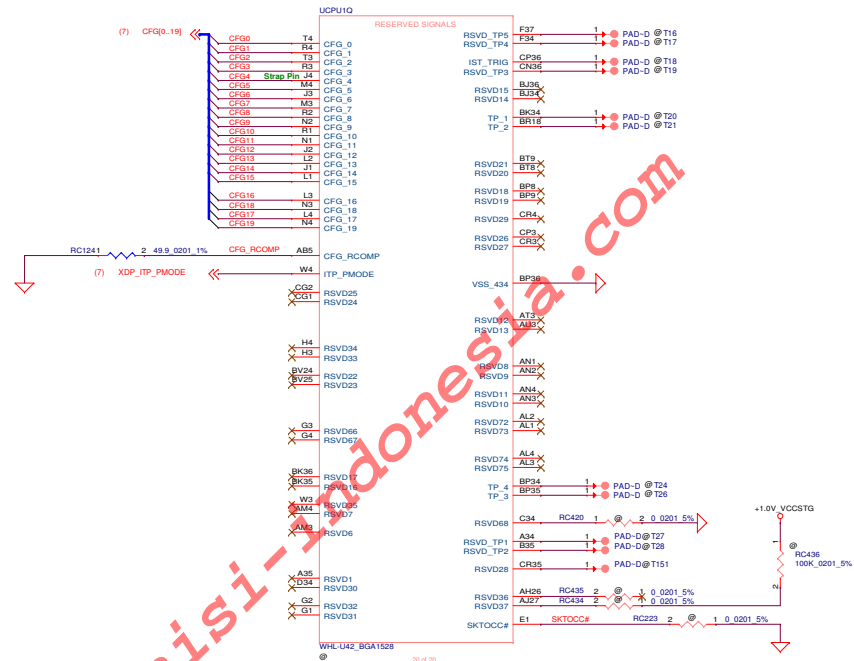 UCPU1Q
RESERVED SIGNALS
(7) CFG[0..19]
CFG0 T4 CFG_0
CFG1 R4 CFG_1
CFG2 T3 CFG_2
CFG3 R3 CFG_3
CFG4 Strap Pin J4 CFG_4
CFG5 M4 CFG_5
CFG6 J3 CFG_6
CFG7 M3 CFG_7
CFG8 R2 CFG_8
CFG9 N2 CFG_9
CFG10 R1 CFG_10
CFG11 N1 CFG_11
CFG12 J2 CFG_12
CFG13 L2 CFG_13
CFG14 J1 CFG_14
CFG15 L1 CFG_15
CFG16 L3 CFG_16
CFG18 N3 CFG_18
CFG17 L4 CFG_17
CFG19 N4 CFG_19
RC124 1 2 49.9_0201_1% CFG_RCOMP AB5 CFG_RCOMP
(7) XDP_ITP_PMODE W4 ITP_PMODE
CG2 RSVD25
CG1 RSVD24
H4 RSVD34
H3 RSVD33
BV24 RSVD22
BV25 RSVD23
G3 RSVD66
G4 RSVD67
BK36 RSVD17
BK35 RSVD16
W3 RSVD35
AM4 RSVD7
AM3 RSVD6
A35 RSVD1
D34 RSVD30
G2 RSVD32
G1 RSVD31
RSVD_TP5 F37 1 PAD~D @T16
RSVD_TP4 F34 1 PAD~D @T17
IST_TRIG CP36 1 PAD~D @T18
RSVD_TP3 CN36 1 PAD~D @T19
RSVD15 BJ36
RSVD14 BJ34
TP_1 BK34 1 PAD~D @T20
TP_2 BR18 1 PAD~D @T21
RSVD21 BT9
RSVD20 BT8
RSVD18 BP8
RSVD19 BP9
RSVD29 CR4
RSVD26 CP3
RSVD27 CR3
VSS_434 BP36
RSVD12 AT3
RSVD13 AU3
RSVD8 AN1
RSVD9 AN2
RSVD11 AN4
RSVD10 AN3
RSVD72 AL2
RSVD73 AL1
RSVD74 AL4
RSVD75 AL3
TP_4 BP34 1 PAD~D @T24
TP_3 BP35 1 PAD~D @T26
RSVD68 C34 RC420 1 @ 2 0_0201_5%
RSVD_TP1 A34 1 PAD~D@T27
RSVD_TP2 B35 1 PAD~D@T28
RSVD28 CR35 1 PAD~D@T151
RSVD36 AH26 RC435 2 @ 1 0_0201_5%
RSVD37 AJ27 RC434 2 @ 1 0_0201_5%
SKTOCC# E1 SKTOCC# RC223 2 @ 1 0_0201_5%
+1.0V_VCCSTG
1
@
RC436
100K_0201_5%
2
WHL-U42_BGA1528
@
20 of 20
nisi-indonesia.com